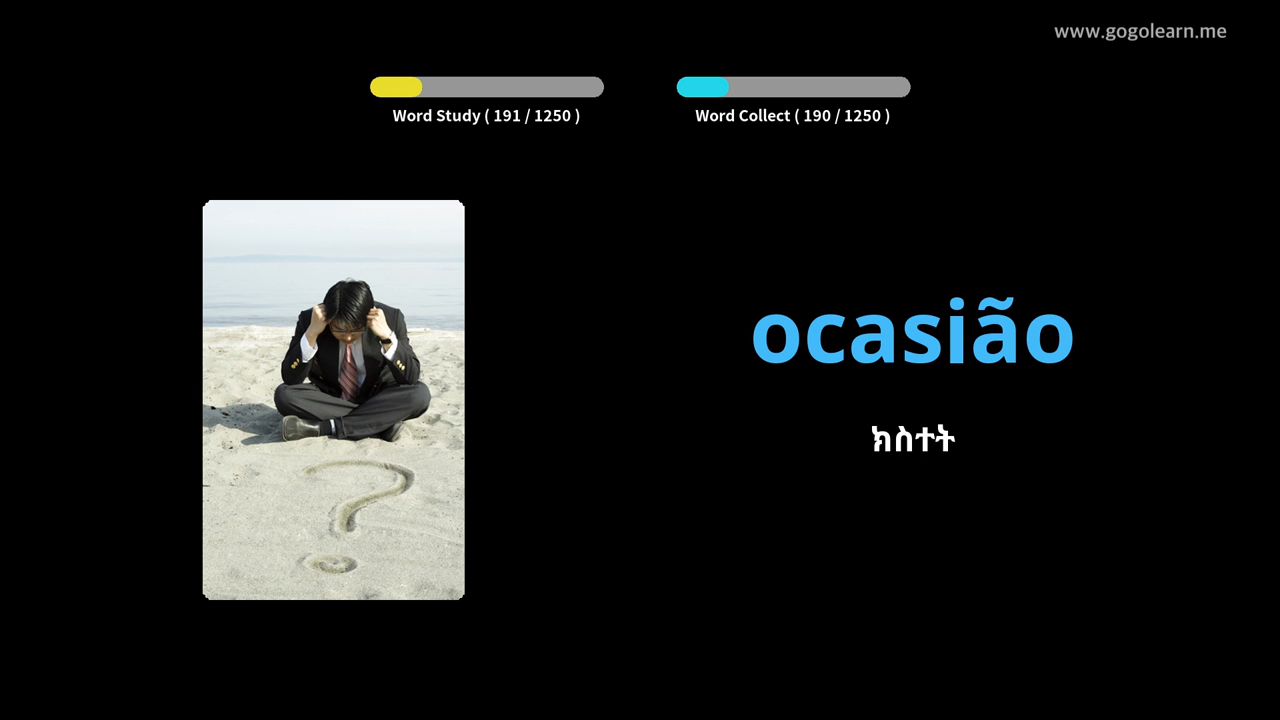 www.gogolearn.me
Word Study ( 191 / 1250 )
Word Collect ( 190 / 1250 )
ocasião
ክስተት
?